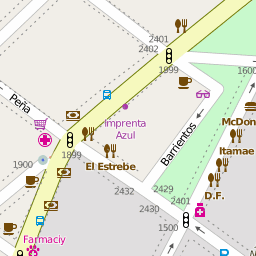 2401
2402
1999
Peña
Imprenta
Azul
McDon
Barrientos
Itamae
1899
1900
El Estrebe
2432
2429
2430
2401
D.F.
1500
Farmaciy